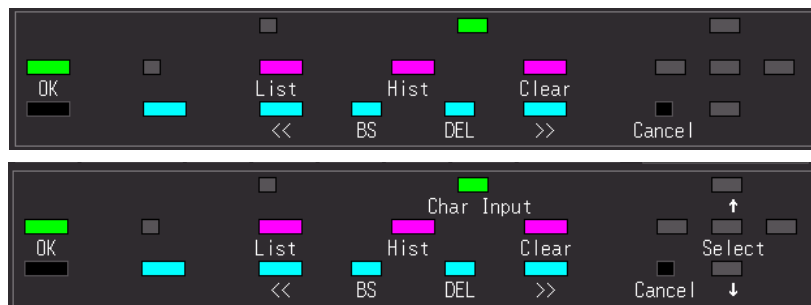 OK List Hist Clear
<< BS DEL >> Cancel
Char Input ↑
OK List Hist Clear Select
<< BS DEL >> Cancel ↓